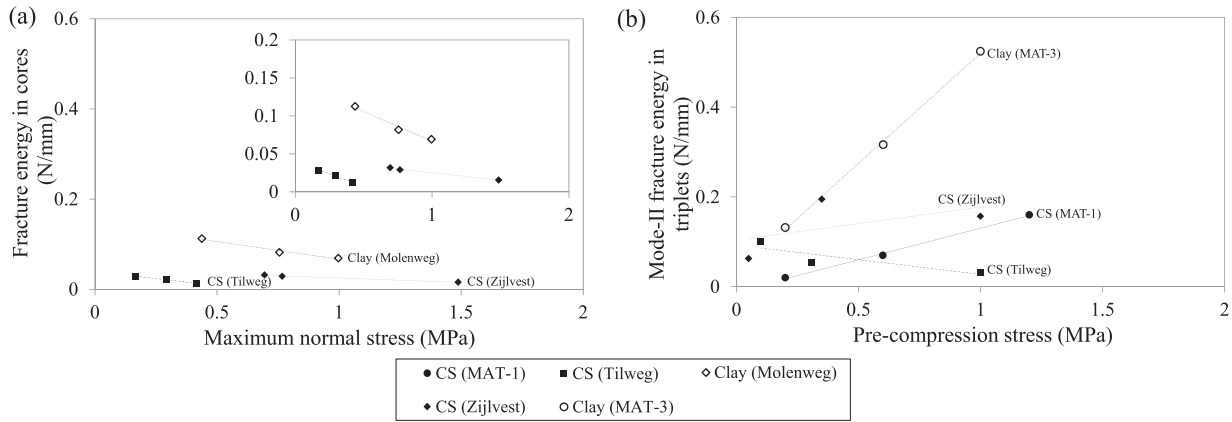 (a)
Fracture energy in cores
(N/mm)
0.6
0.4
0.2
0
0
0.5
1
1.5
2
Maximum normal stress (MPa)
0.2
0.15
0.1
0.05
0
0
1
2
Clay (Molenweg)
CS (Tilweg)
CS (Zijlvest)
(b)
Mode-II fracture energy in
triplets (N/mm)
0.6
0.4
0.2
0
0
0.5
1
1.5
2
Pre-compression stress (MPa)
Clay (MAT-3)
CS (Zijlvest)
CS (MAT-1)
CS (Tilweg)
CS (MAT-1) CS (Tilweg) Clay (Molenweg)
CS (Zijlvest) Clay (MAT-3)